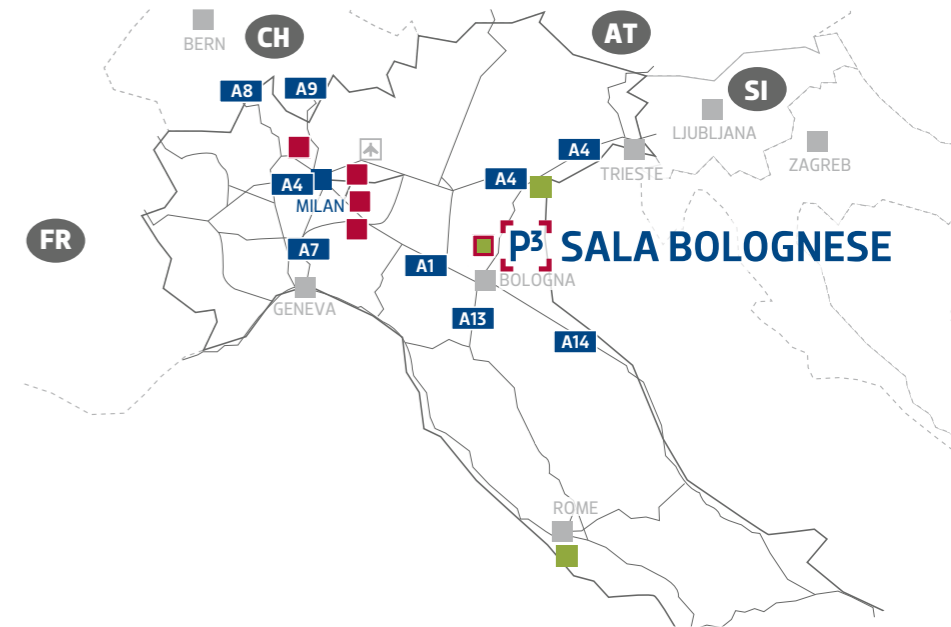 BERN
CH
AT
A8
A9
SI
LJUBLJANA
A4
ZAGREB
TRIESTE
A4
A4
MILAN
FR
P³ SALA BOLOGNESE
A7
A1
BOLOGNA
GENEVA
A13
A14
ROME